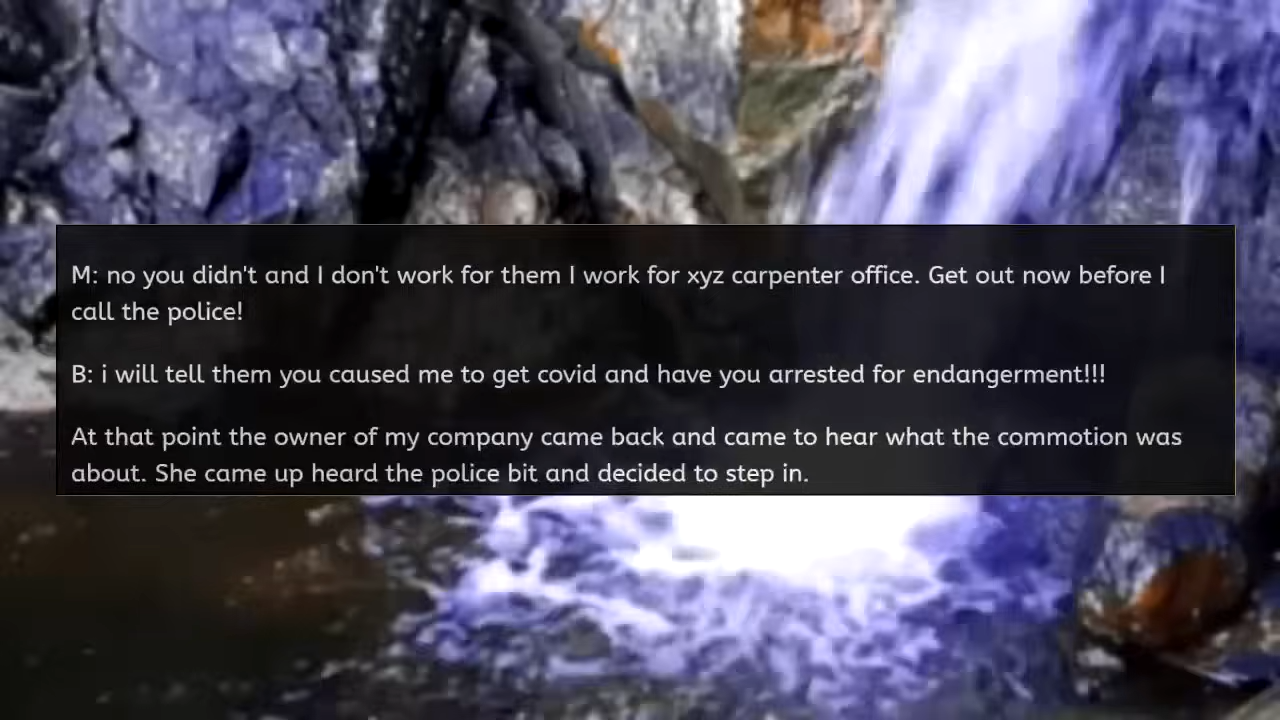 M: no you didn't and I don't work for them I work for xyz carpenter office. Get out now before I
call the police!
B: i will tell them you caused me to get covid and have you arrested for endangerment!!!
At that point the owner of my company came back and came to hear what the commotion was
about. She came up heard the police bit and decided to step in.